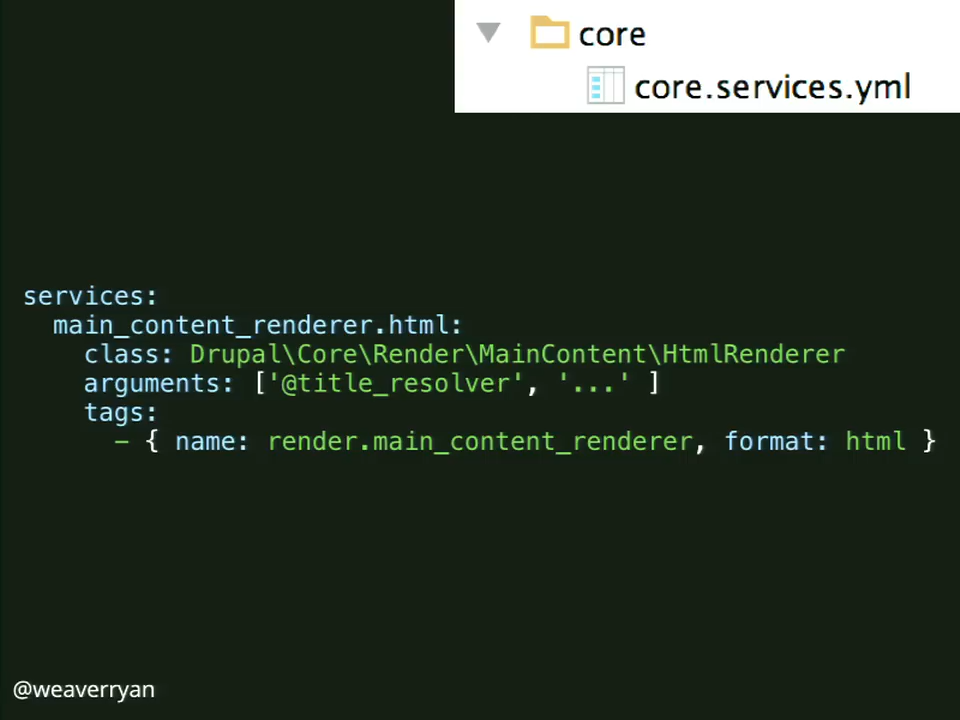 core
core.services.yml
services:
  main_content_renderer.html:
    class: Drupal\Core\Render\MainContent\HtmlRenderer
    arguments: ['@title_resolver', '...' ]
    tags:
      - { name: render.main_content_renderer, format: html }
@weaverryan